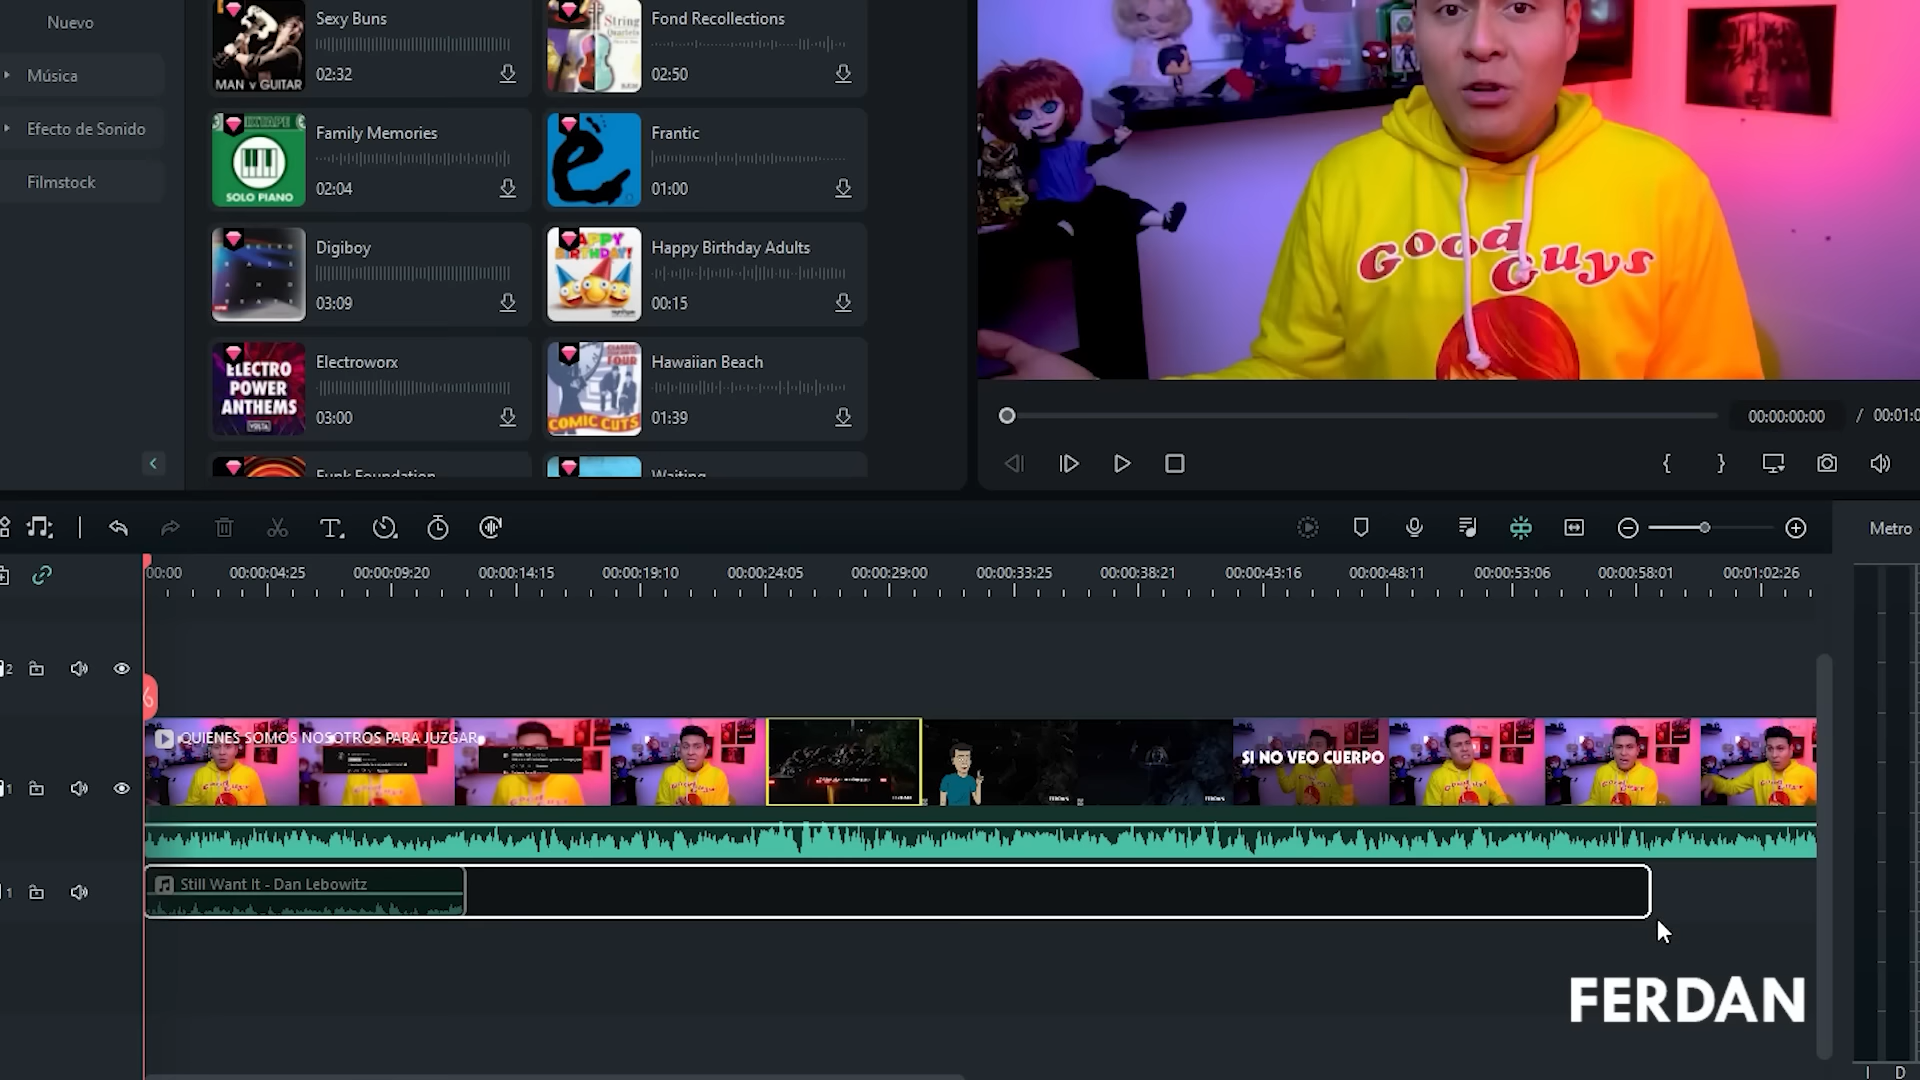 Nuevo
Música
Efecto de Sonido
Filmstock
Sexy Buns
02:32
MAN v GUITAR
Fond Recollections
02:50
String
Quartets
Family Memories
02:04
SOLO PIANO
Frantic
01:00
Digiboy
03:09
Happy Birthday Adults
00:15
Electroworx
03:00
ELECTRO
POWER
ANTHEMS
VOLTA
Hawaiian Beach
01:39
COMIC CUTS
Funk Foundation
Waiting
Good
Guys
00:00:00:00 / 00:01:0
Metro
00:00 00:00:04:25 00:00:09:20 00:00:14:15 00:00:19:10 00:00:24:05 00:00:29:00 00:00:33:25 00:00:38:21 00:00:43:16 00:00:48:11 00:00:53:06 00:00:58:01 00:01:02:26
2
QUIENES SOMOS NOSOTROS PARA JUZGAR
SI NO VEO CUERPO
1
Still Want It - Dan Lebowitz
1
FERDAN
I D